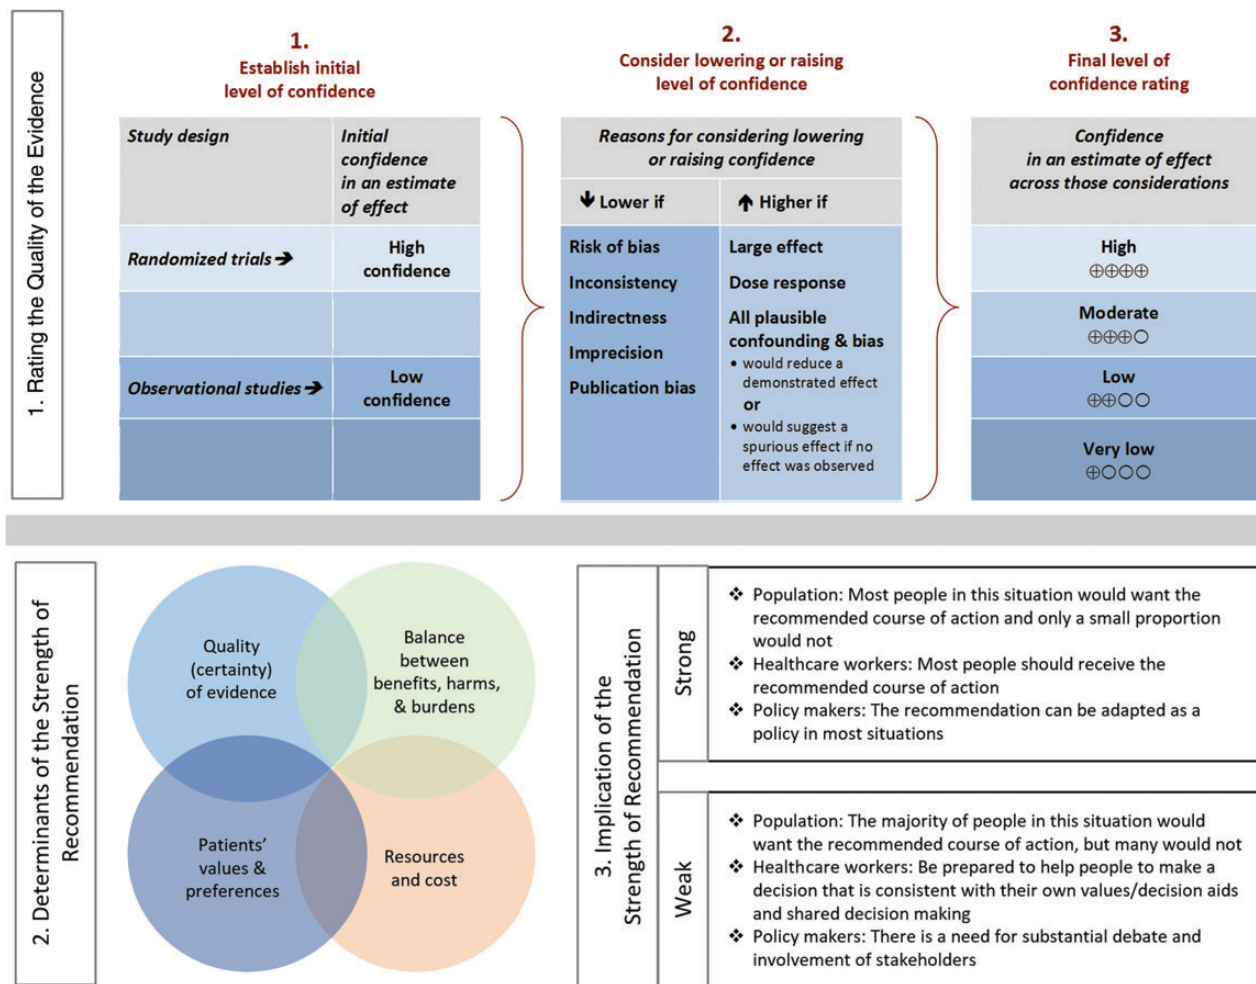 1. Rating the Quality of the Evidence
1.
Establish initial
level of confidence
Study design
Initial
confidence
in an estimate
of effect
Randomized trials ➔
High
confidence
Observational studies ➔
Low
confidence
2.
Consider lowering or raising
level of confidence
Reasons for considering lowering
or raising confidence
🡻 Lower if
🡹 Higher if
Risk of bias
Inconsistency
Indirectness
Imprecision
Publication bias
Large effect
Dose response
All plausible
confounding & bias
• would reduce a
demonstrated effect
or
• would suggest a
spurious effect if no
effect was observed
3.
Final level of
confidence rating
Confidence
in an estimate of effect
across those considerations
High
⊕⊕⊕⊕
Moderate
⊕⊕⊕○
Low
⊕⊕○○
Very low
⊕○○○
2. Determinants of the Strength of
Recommendation
Quality
(certainty)
of evidence
Balance
between
benefits, harms,
& burdens
Patients’
values &
preferences
Resources
and cost
3. Implication of the
Strength of Recommendation
Strong
❖ Population: Most people in this situation would want the
recommended course of action and only a small proportion
would not
❖ Healthcare workers: Most people should receive the
recommended course of action
❖ Policy makers: The recommendation can be adapted as a
policy in most situations
Weak
❖ Population: The majority of people in this situation would
want the recommended course of action, but many would not
❖ Healthcare workers: Be prepared to help people to make a
decision that is consistent with their own values/decision aids
and shared decision making
❖ Policy makers: There is a need for substantial debate and
involvement of stakeholders